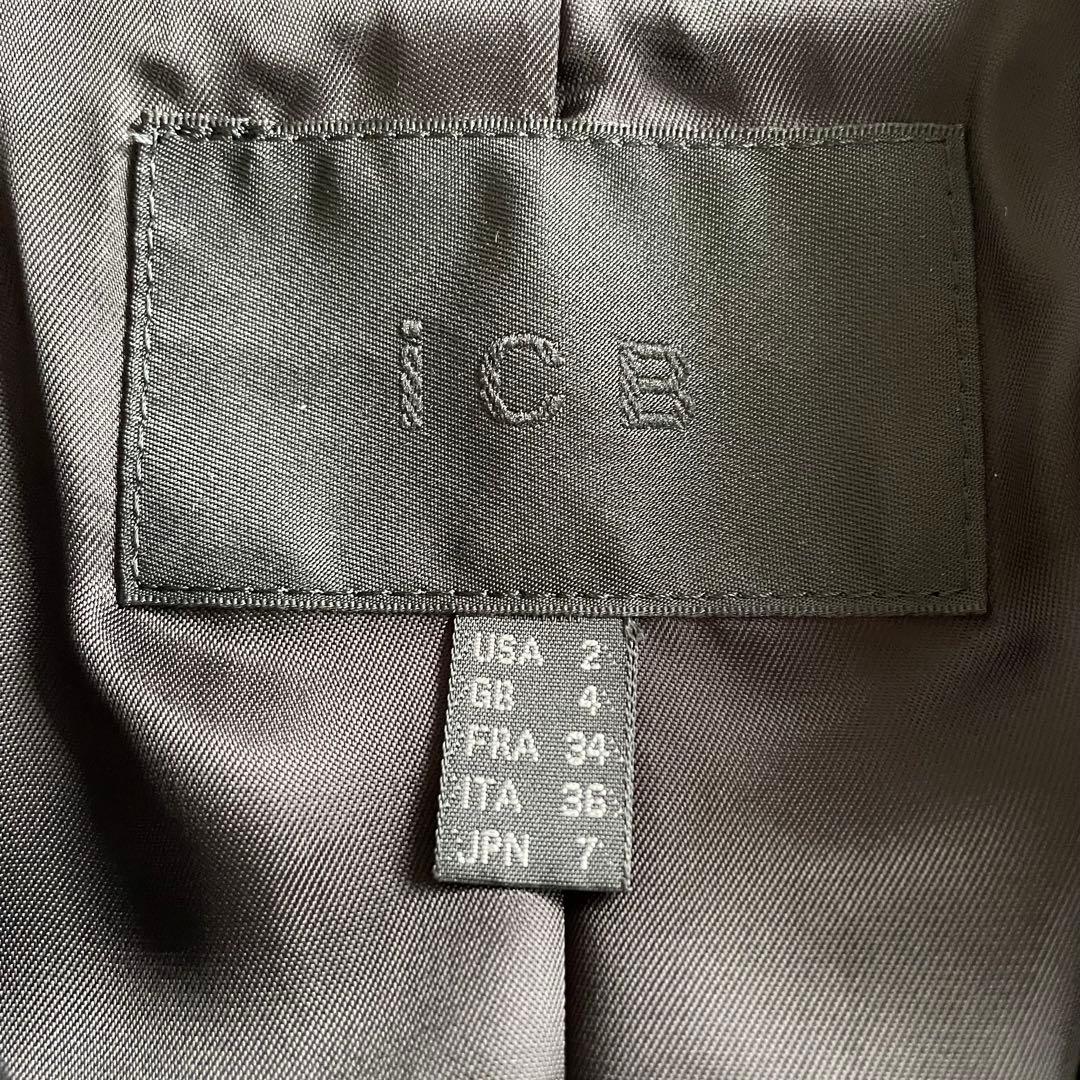 iCB
USA 2
GB 4
FRA 34
ITA 36
JPN 7